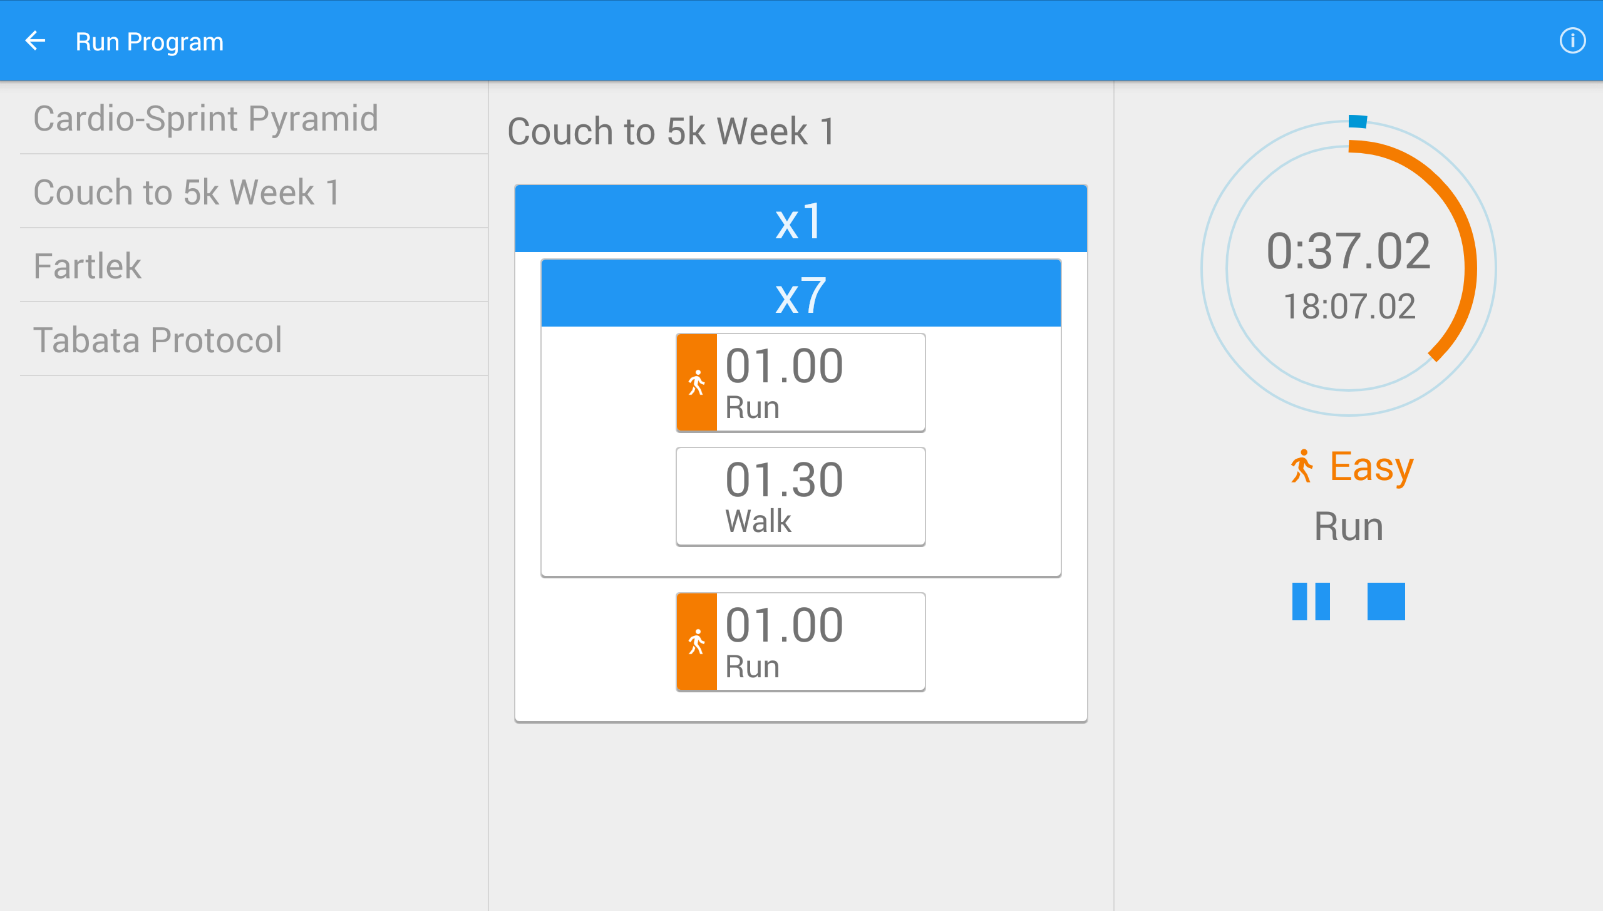 Run Program
Cardio-Sprint Pyramid
Couch to 5k Week 1
Fartlek
Tabata Protocol
Couch to 5k Week 1
x1
x7
01.00
Run
01.30
Walk
01.00
Run
0:37.02
18:07.02
Easy
Run